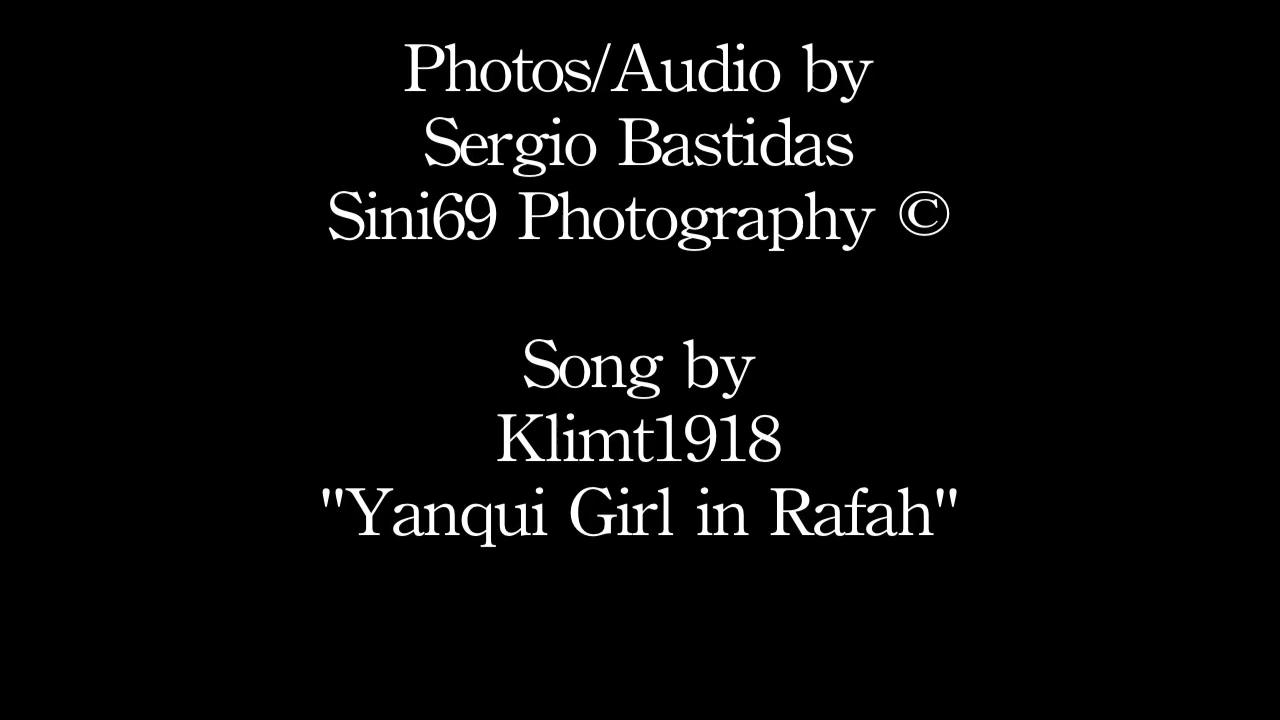 Photos/Audio by
Sergio Bastidas
Sini69 Photography ©
Song by
Klimt1918
"Yanqui Girl in Rafah"